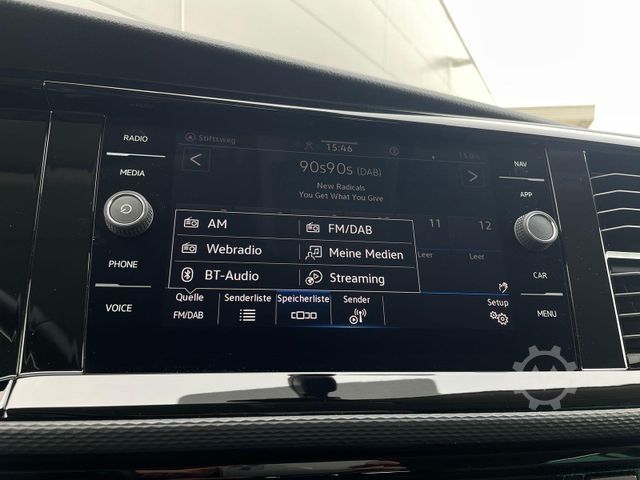 RADIO
MEDIA
PHONE
VOICE
Stiftsweg
15:46
90s90s (DAB)
New Radicals
You Get What You Give
11
12
Leer
Leer
AM
FM/DAB
Webradio
Meine Medien
BT-Audio
Streaming
Quelle
FM/DAB
Senderliste
Speicherliste
Sender
Setup
NAV
APP
CAR
MENU